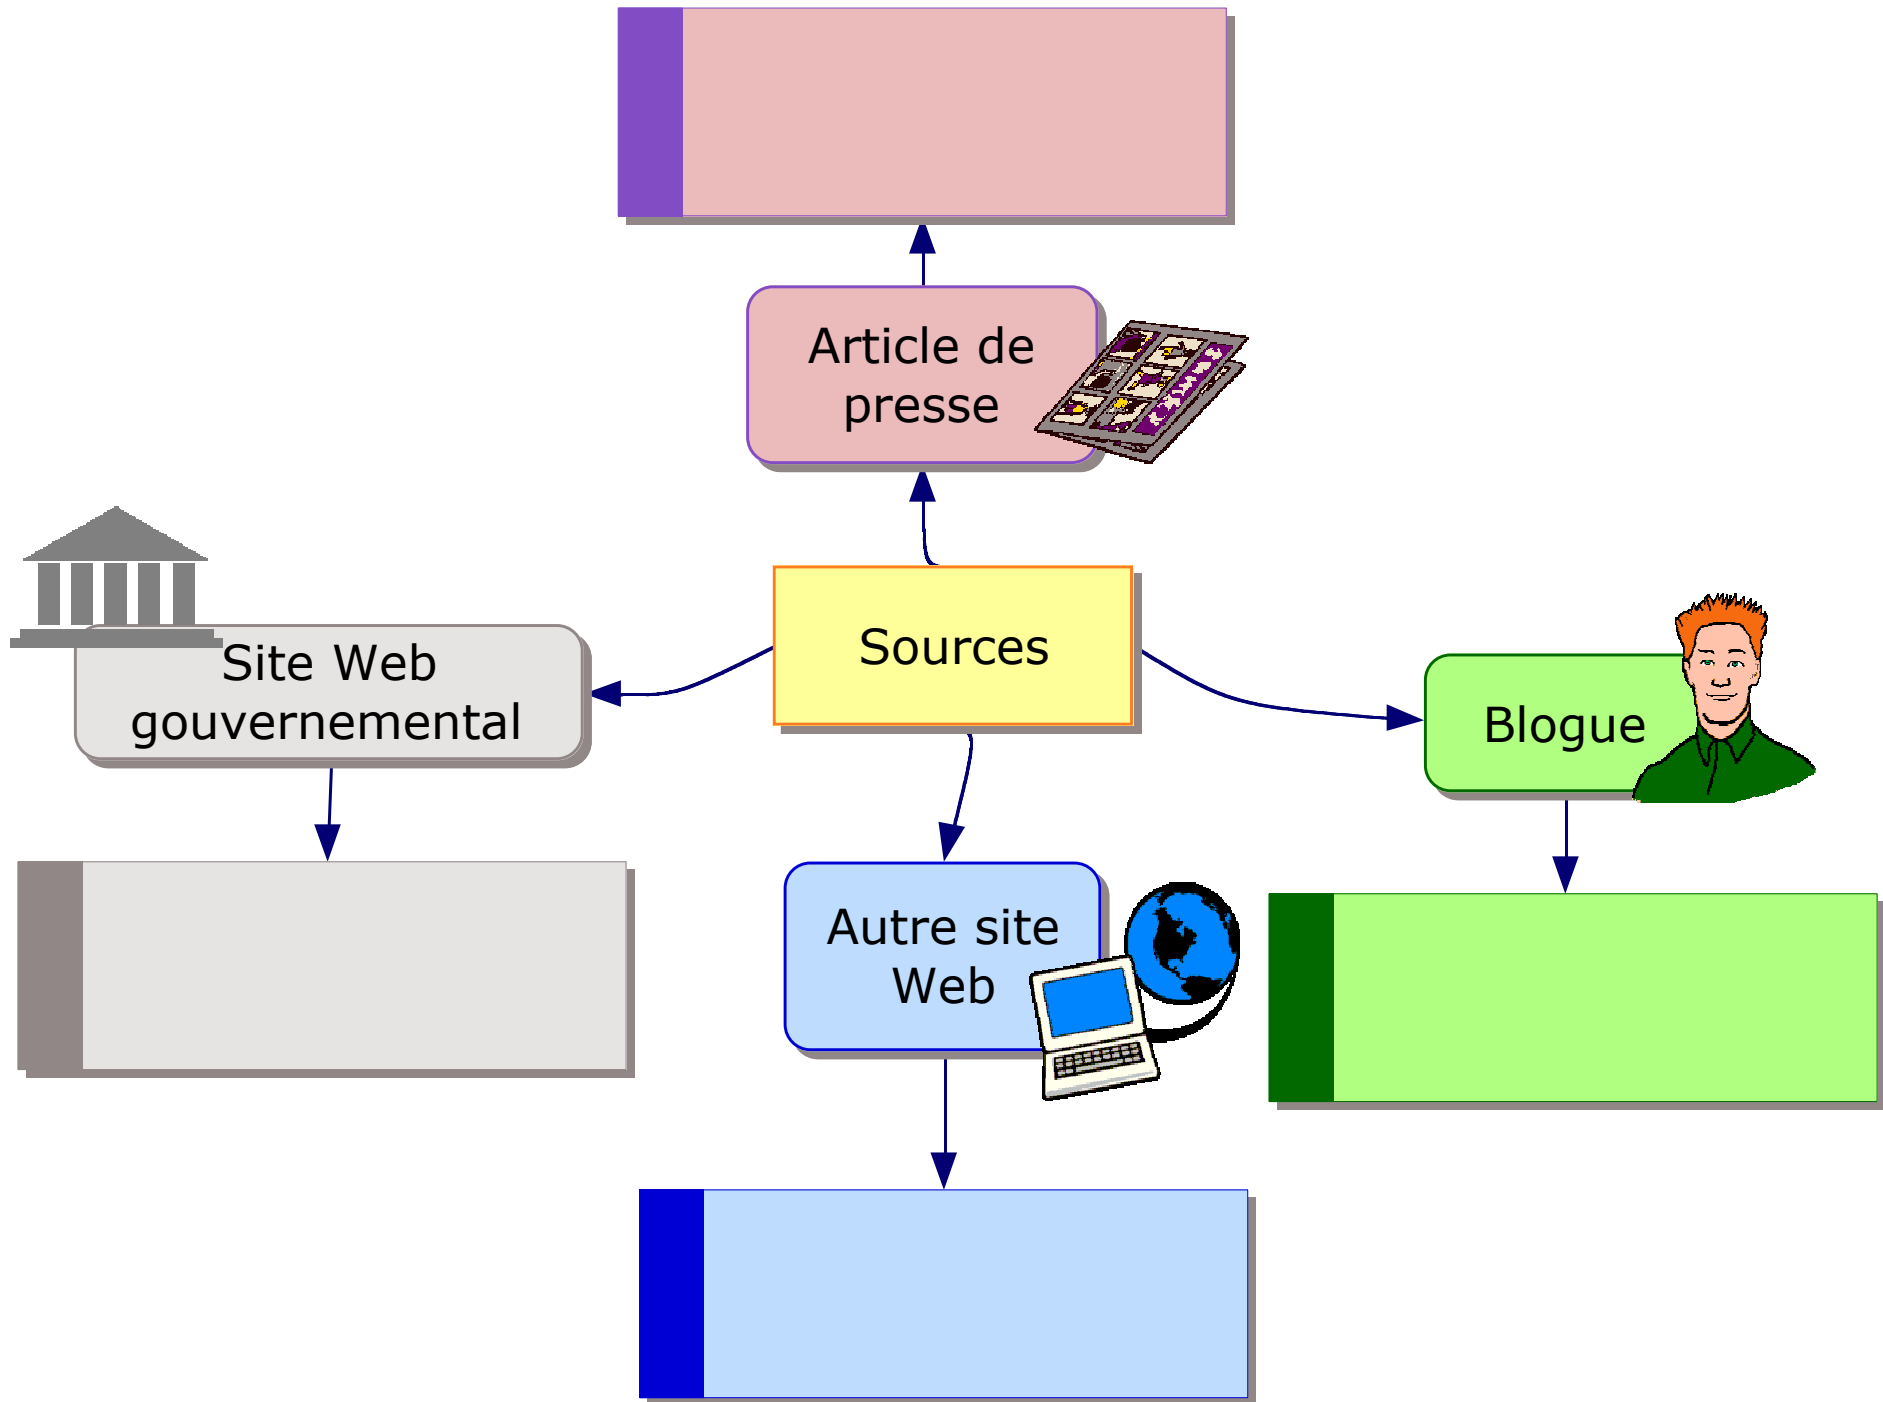 Article de
presse
Sources
Site Web
gouvernemental
Blogue
Autre site
Web